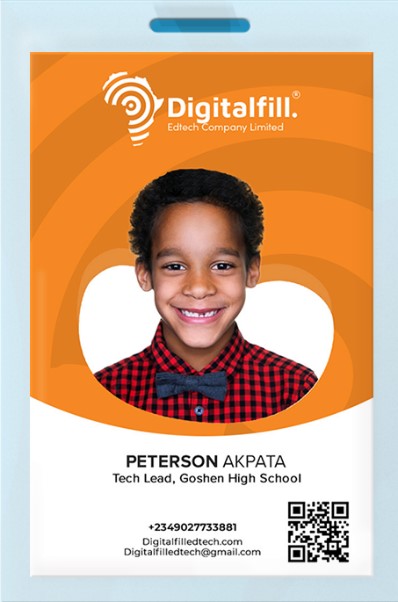 Digitalfill.®
Edtech Company Limited
PETERSON AKPATA
Tech Lead, Goshen High School
+2349027733881
Digitalfilledtech.com
Digitalfilledtech@gmail.com